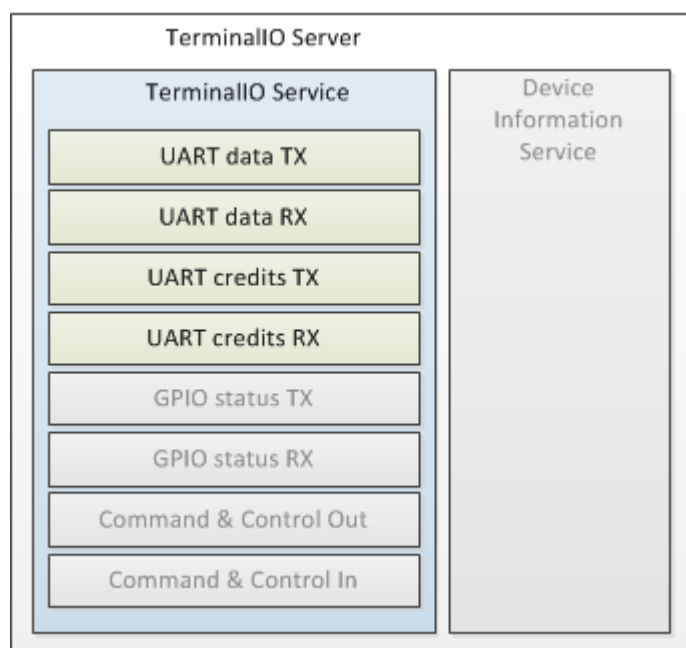 TerminalIO Server
TerminalIO Service
UART data TX
UART data RX
UART credits TX
UART credits RX
GPIO status TX
GPIO status RX
Command & Control Out
Command & Control In
Device
Information
Service